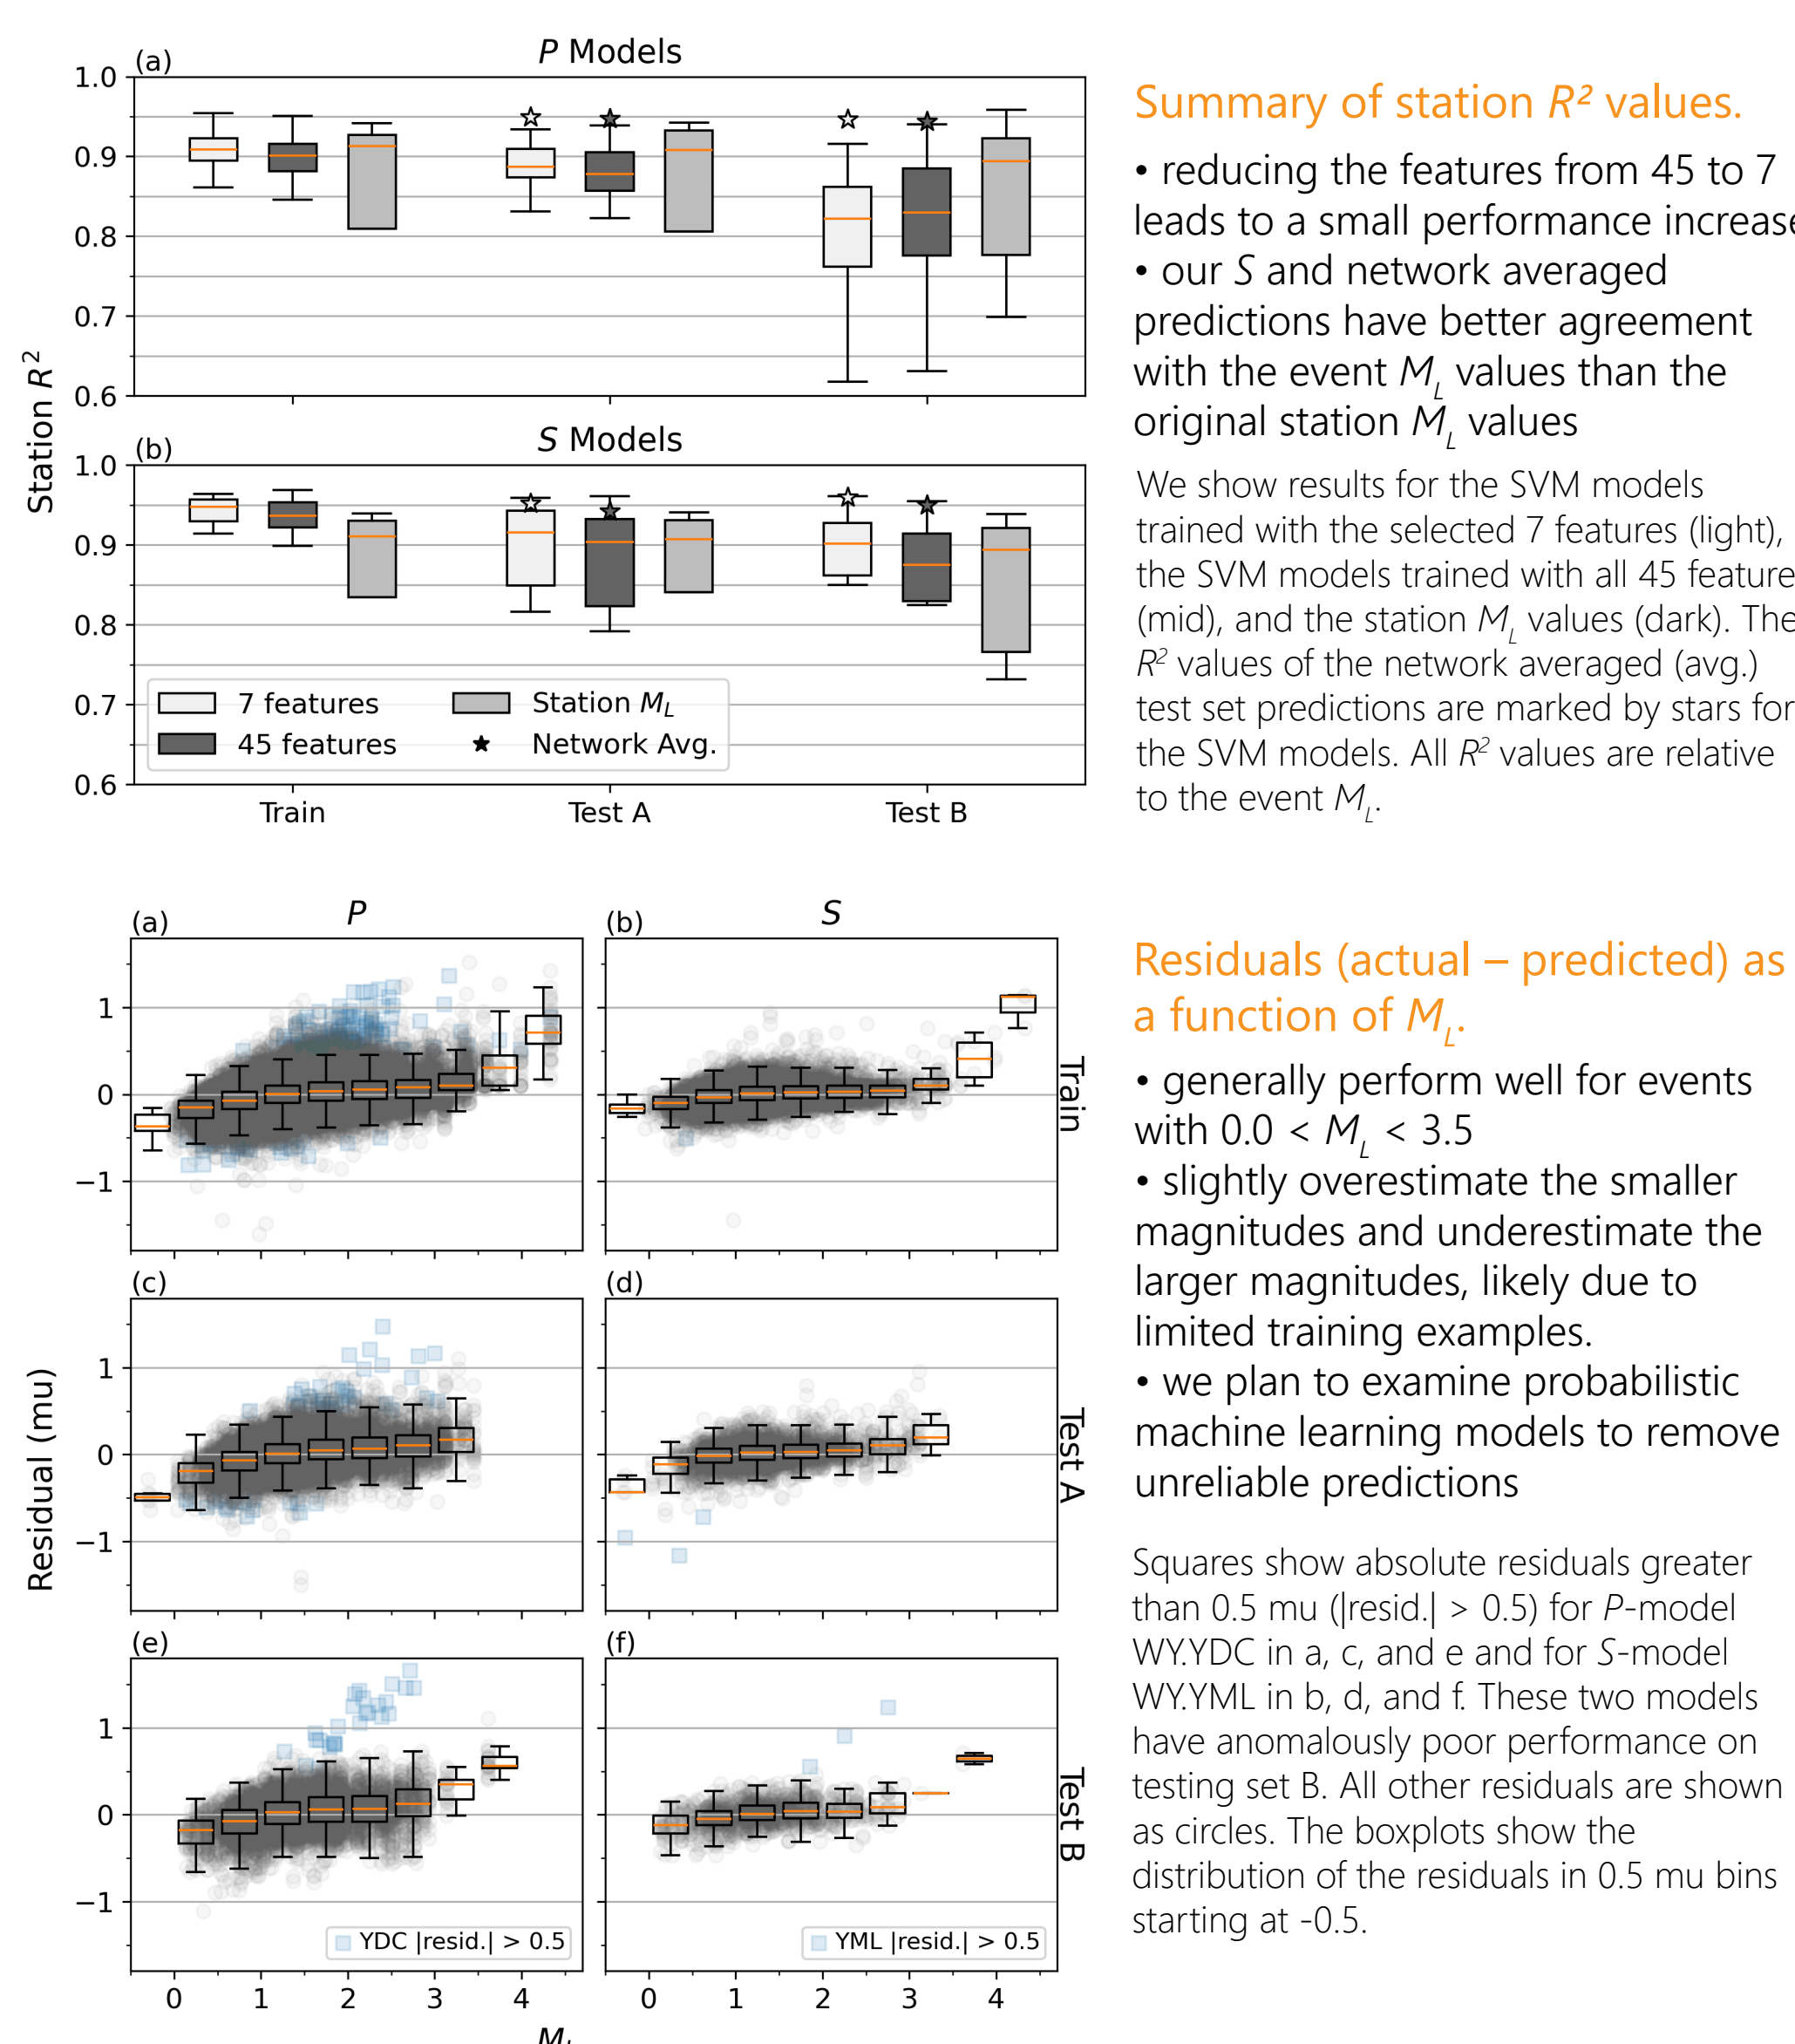 (a)
P Models
1.0
0.9
0.8
0.7
0.6
Station R²
(b)
S Models
1.0
0.9
0.8
0.7
0.6
7 features
45 features
Station M_L
Network Avg.
Train
Test A
Test B
Summary of station R² values.
• reducing the features from 45 to 7
leads to a small performance increase
• our S and network averaged
predictions have better agreement
with the event M_L values than the
original station M_L values
We show results for the SVM models
trained with the selected 7 features (light),
the SVM models trained with all 45 feature
(mid), and the station M_L values (dark). The
R² values of the network averaged (avg.)
test set predictions are marked by stars for
the SVM models. All R² values are relative
to the event M_L.
(a)
P
(b)
S
1
0
−1
Train
(c)
(d)
1
0
−1
Test A
Residual (mu)
(e)
(f)
1
0
−1
Test B
YDC |resid.| > 0.5
YML |resid.| > 0.5
0 1 2 3 4
0 1 2 3 4
Residuals (actual – predicted) as
a function of M_L.
• generally perform well for events
with 0.0 < M_L < 3.5
• slightly overestimate the smaller
magnitudes and underestimate the
larger magnitudes, likely due to
limited training examples.
• we plan to examine probabilistic
machine learning models to remove
unreliable predictions
Squares show absolute residuals greater
than 0.5 mu (|resid.| > 0.5) for P-model
WY.YDC in a, c, and e and for S-model
WY.YML in b, d, and f. These two models
have anomalously poor performance on
testing set B. All other residuals are shown
as circles. The boxplots show the
distribution of the residuals in 0.5 mu bins
starting at -0.5.